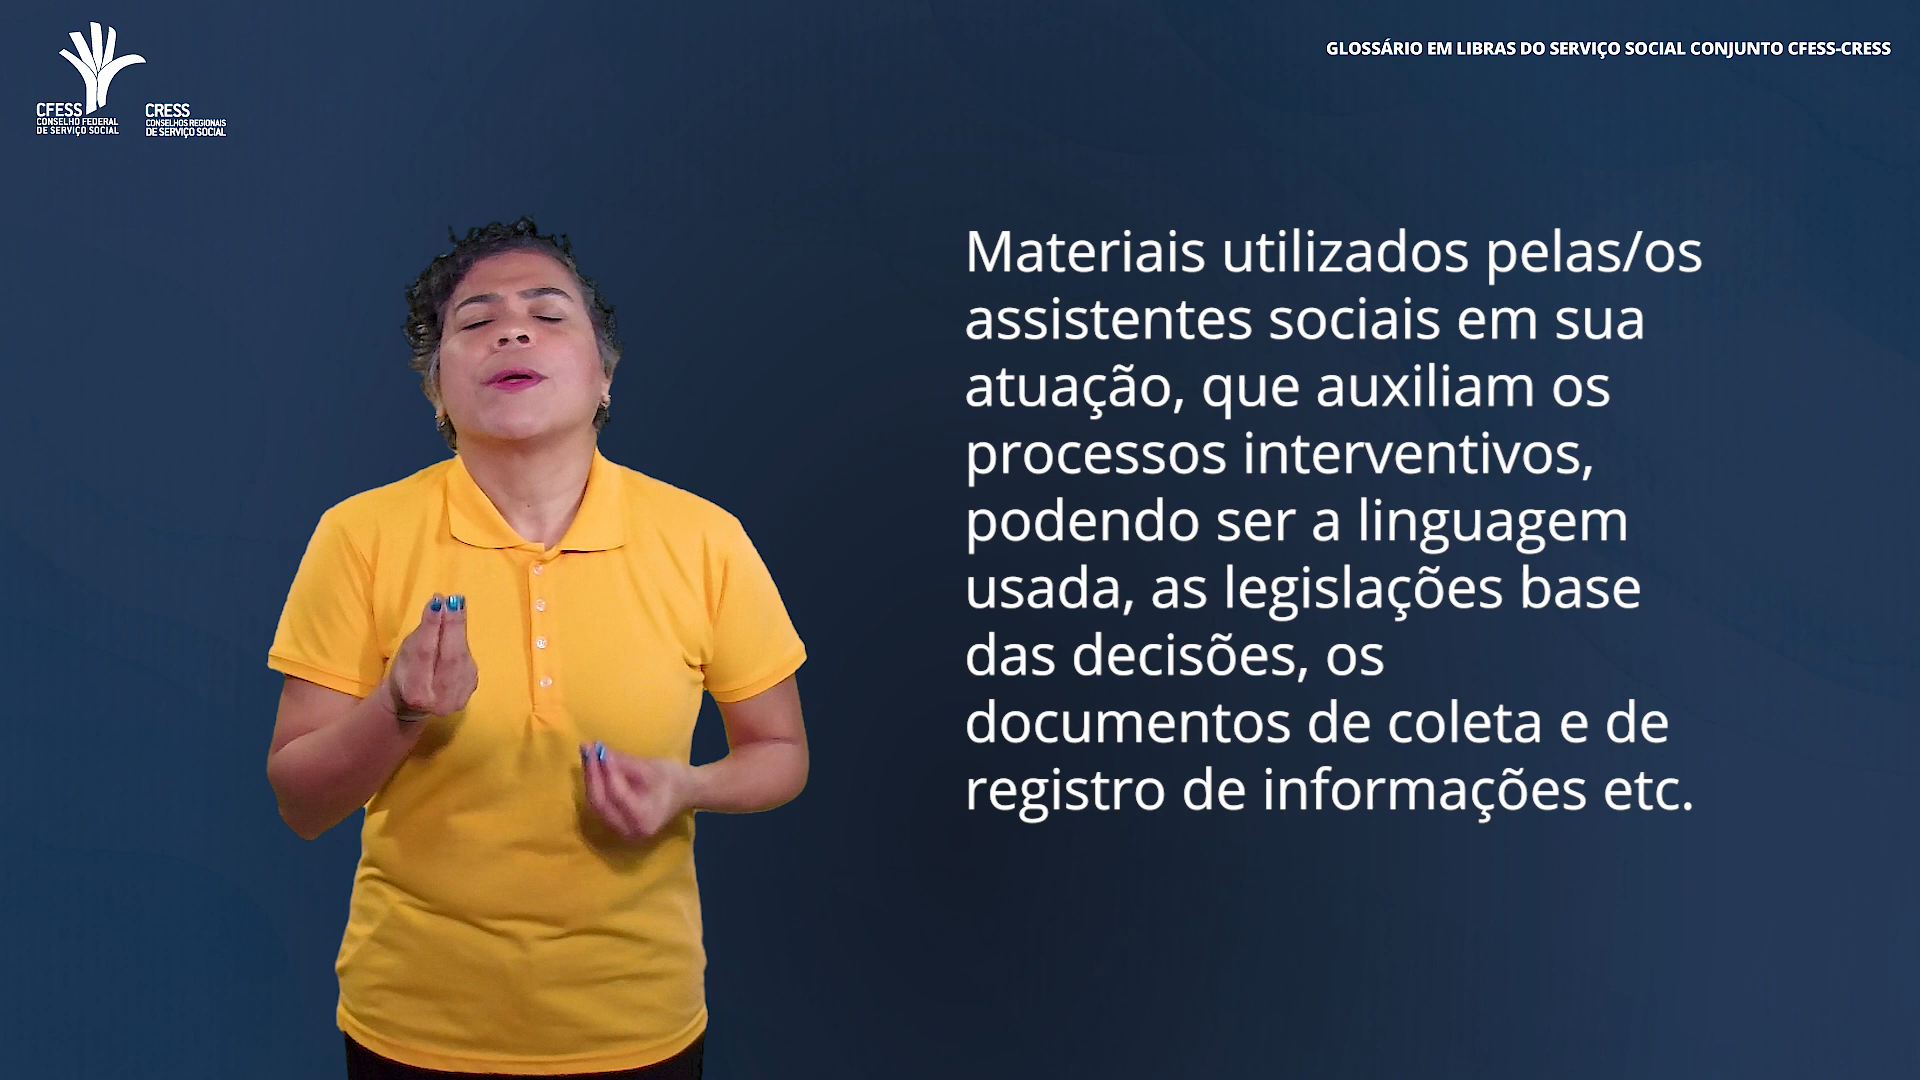 CFESS
CONSELHO FEDERAL
DE SERVIÇO SOCIAL
CRESS
CONSELHOS REGIONAIS
DE SERVIÇO SOCIAL
GLOSSÁRIO EM LIBRAS DO SERVIÇO SOCIAL CONJUNTO CFESS-CRESS
Materiais utilizados pelas/os
assistentes sociais em sua
atuação, que auxiliam os
processos interventivos,
podendo ser a linguagem
usada, as legislações base
das decisões, os
documentos de coleta e de
registro de informações etc.